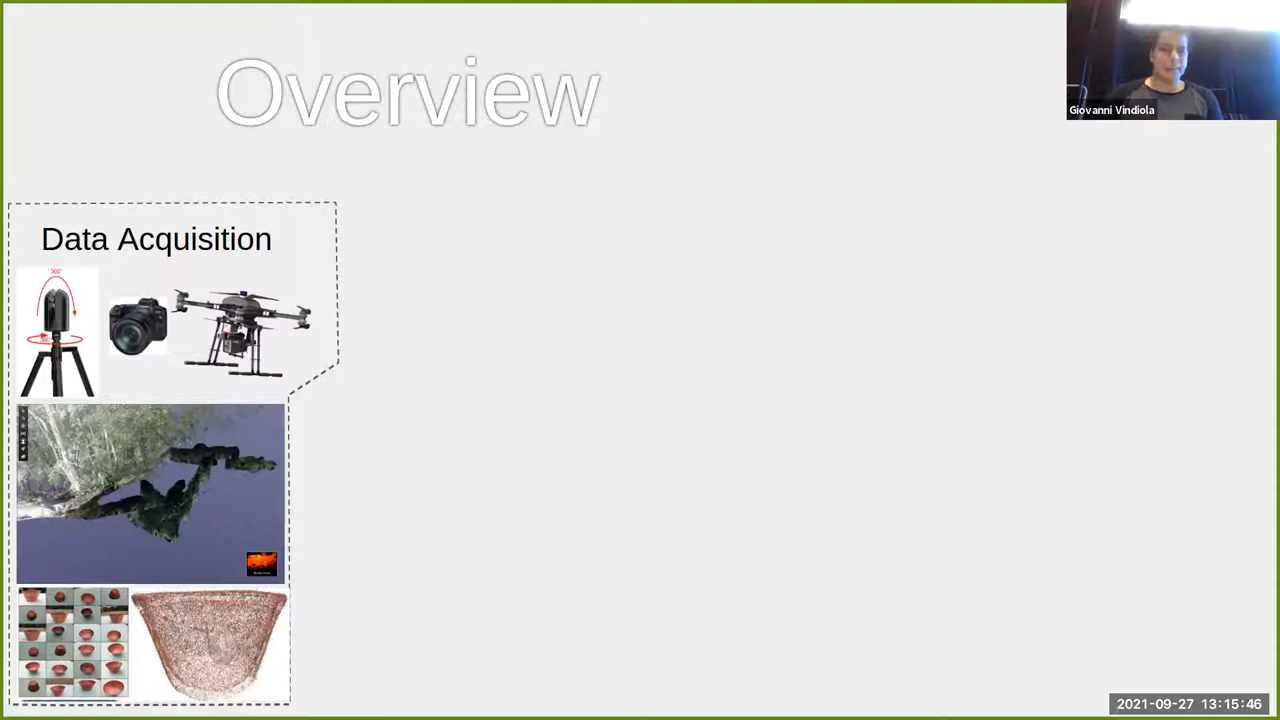 Overview
Giovanni Vindiola
Data Acquisition
2021-09-27 13:15:46